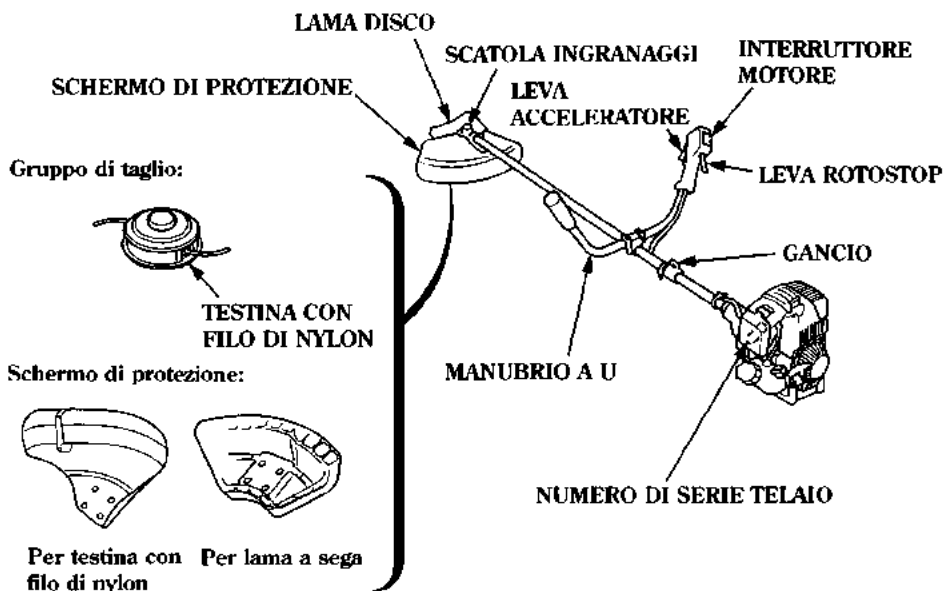 LAMA DISCO
SCATOLA INGRANAGGI
INTERRUTTORE
MOTORE
SCHERMO DI PROTEZIONE
LEVA
ACCELERATORE
LEVA ROTOSTOP
Gruppo di taglio:
GANCIO
TESTINA CON
FILO DI NYLON
MANUBRIO A U
Schermo di protezione:
NUMERO DI SERIE TELAIO
Per testina con
filo di nylon
Per lama a sega